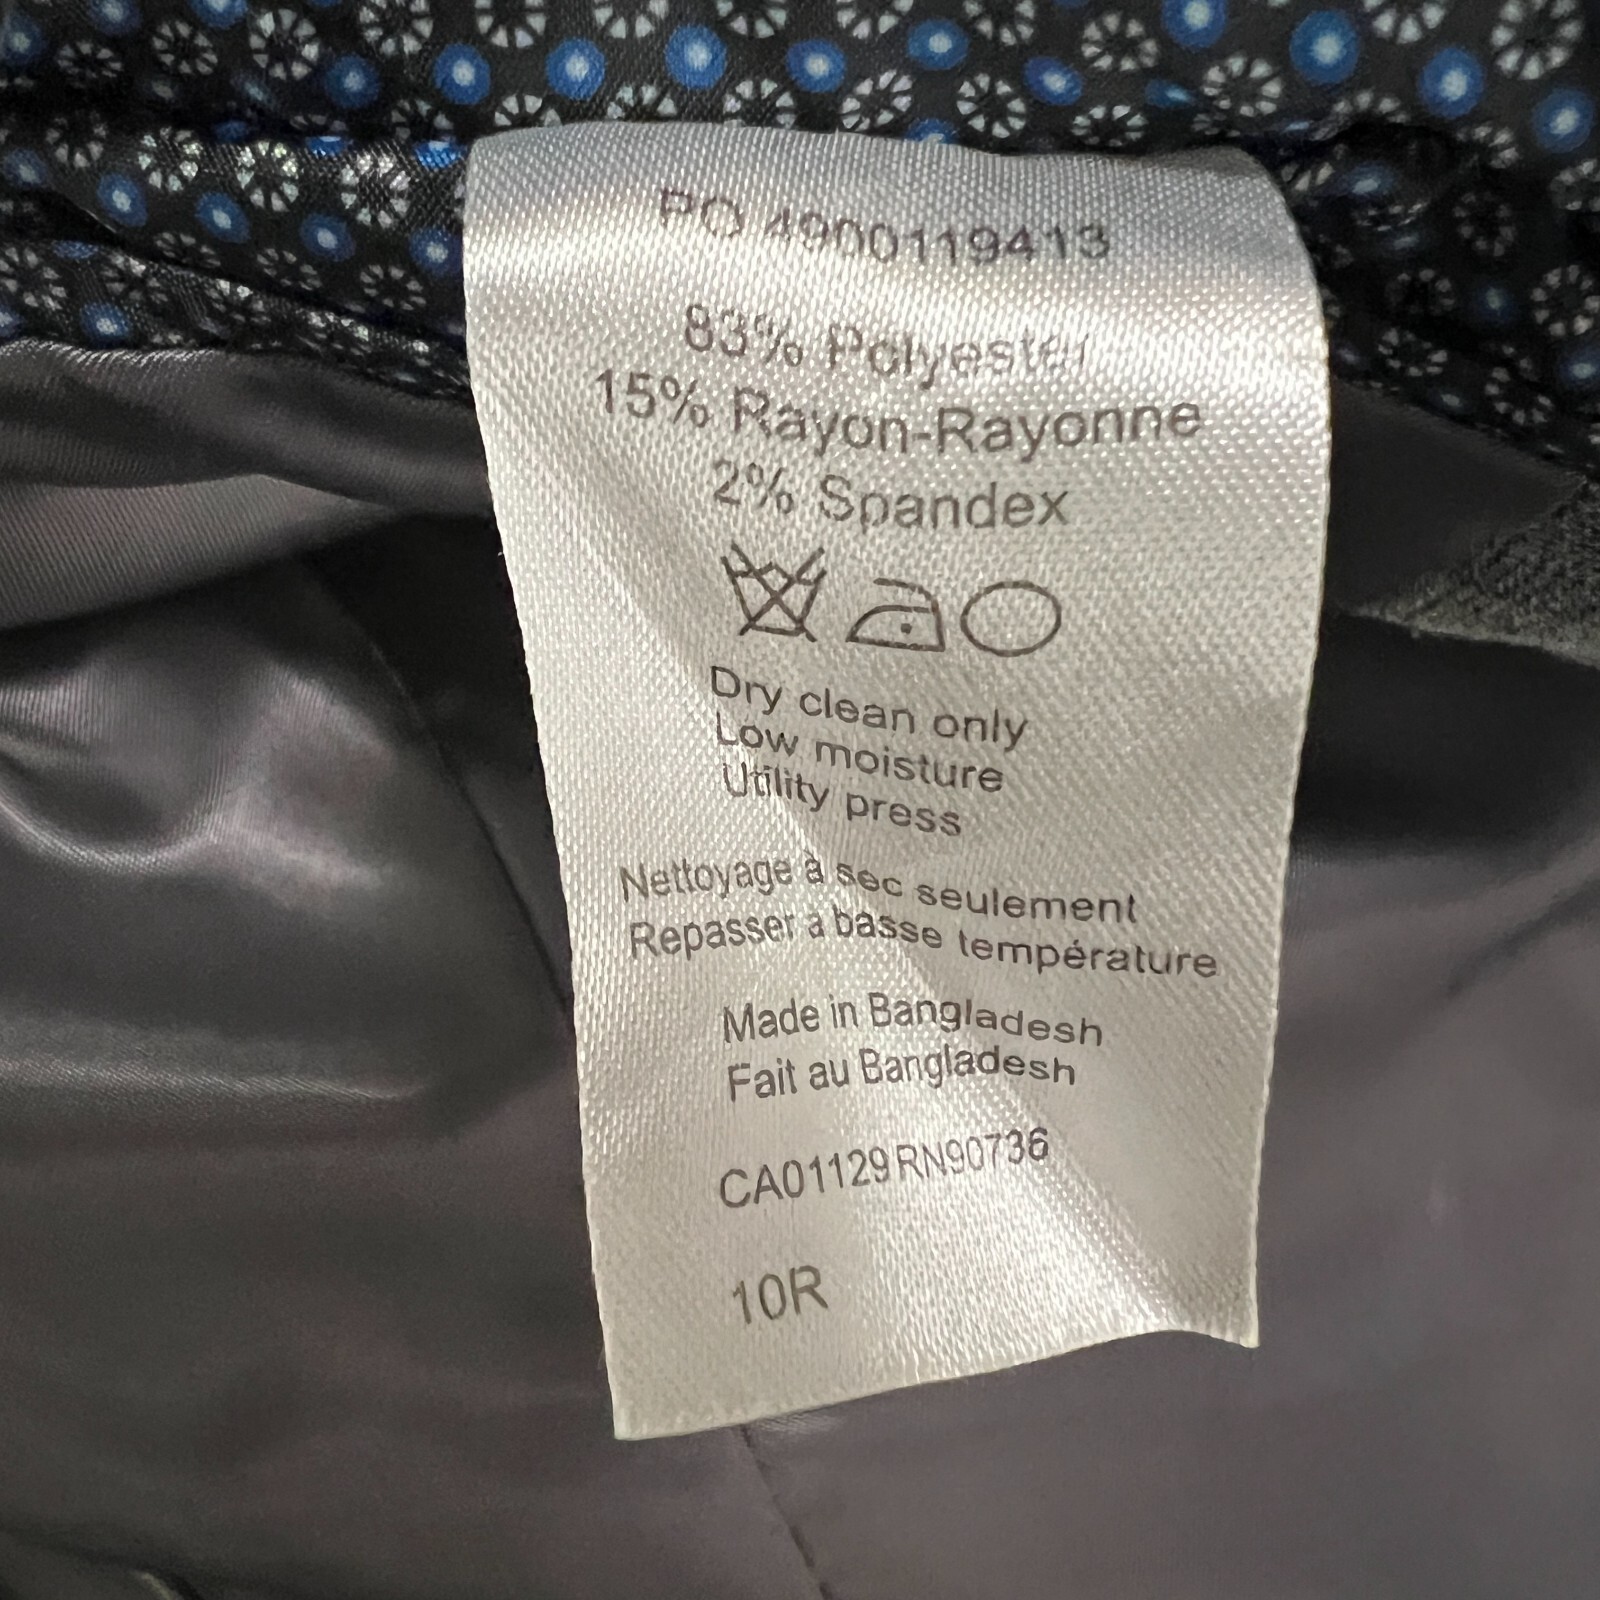 PO 4900119413
83% Polyester
15% Rayon-Rayonne
2% Spandex
Dry clean only
Low moisture
Utility press
Nettoyage à sec seulement
Repasser à basse température
Made in Bangladesh
Fait au Bangladesh
CA01129 RN90736
10R